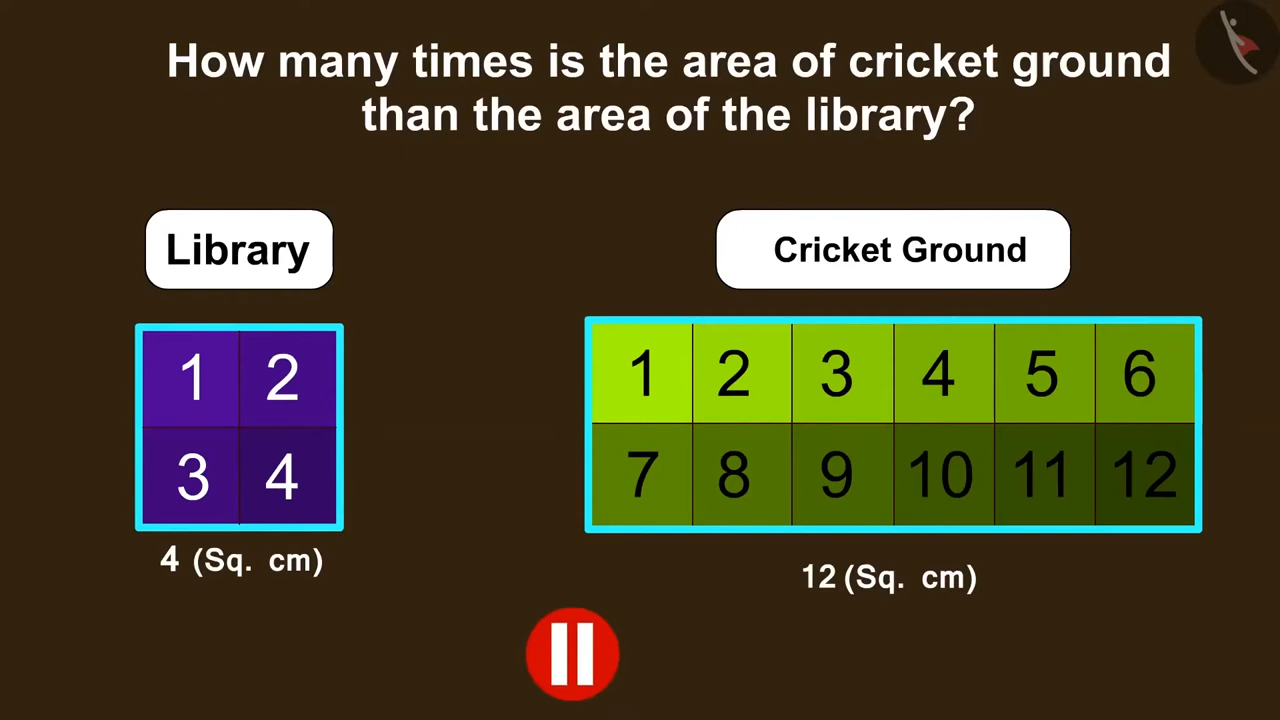 How many times is the area of cricket ground
than the area of the library?
Library
Cricket Ground
1 2
3 4
4 (Sq. cm)
1 2 3 4 5 6
7 8 9 10 11 12
12 (Sq. cm)